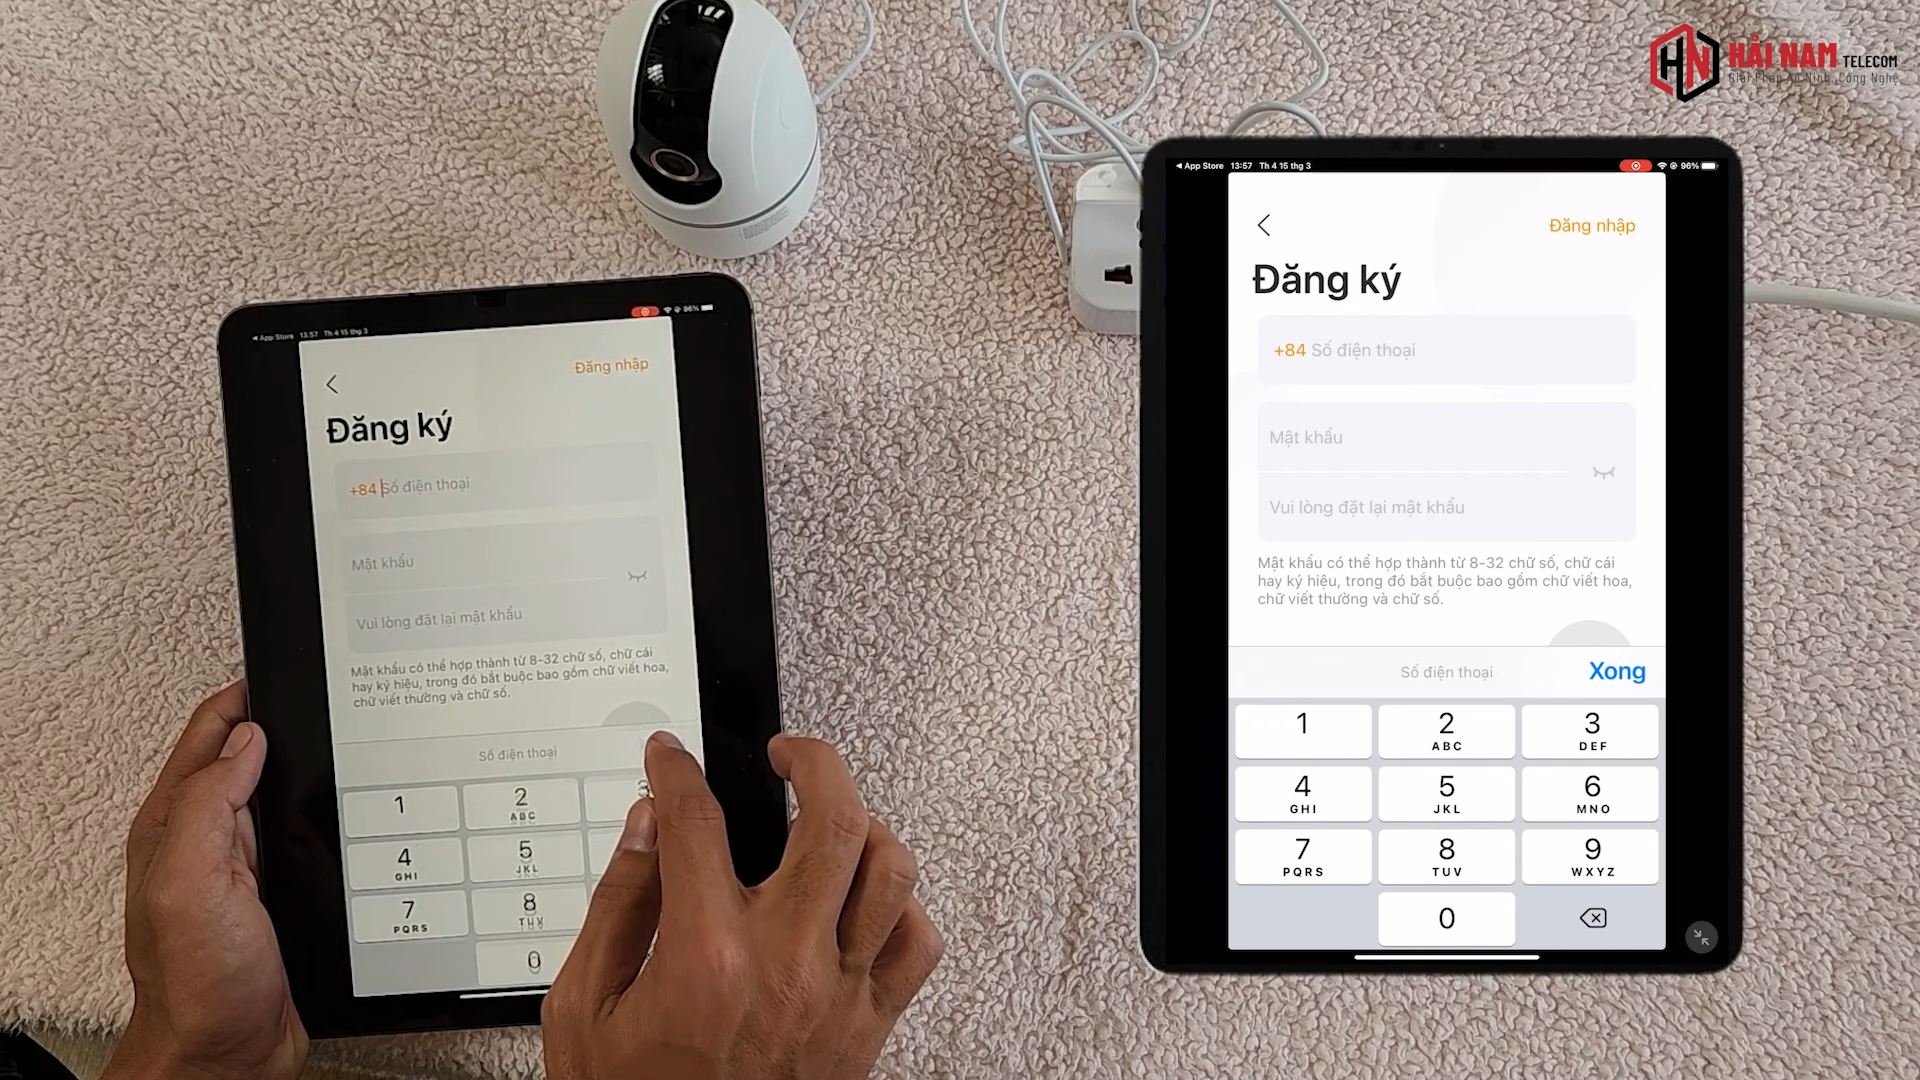 HN HẢI NAM TELECOM
Giải Pháp An Ninh, Công Nghệ
App Store 13:57 Th 4 15 thg 3
96%
Đăng nhập
Đăng ký
+84 Số điện thoại
Mật khẩu
Vui lòng đặt lại mật khẩu
Mật khẩu có thể hợp thành từ 8-32 chữ số, chữ cái
hay ký hiệu, trong đó bắt buộc bao gồm chữ viết hoa,
chữ viết thường và chữ số.
Số điện thoại
1
2
ABC
3
4
GHI
5
JKL
7
PQRS
8
TUV
0
App Store 13:57 Th 4 15 thg 3
96%
Đăng nhập
Đăng ký
+84 Số điện thoại
Mật khẩu
Vui lòng đặt lại mật khẩu
Mật khẩu có thể hợp thành từ 8-32 chữ số, chữ cái
hay ký hiệu, trong đó bắt buộc bao gồm chữ viết hoa,
chữ viết thường và chữ số.
Số điện thoại Xong
1 2 3
ABC DEF
4 5 6
GHI JKL MNO
7 8 9
PQRS TUV WXYZ
0